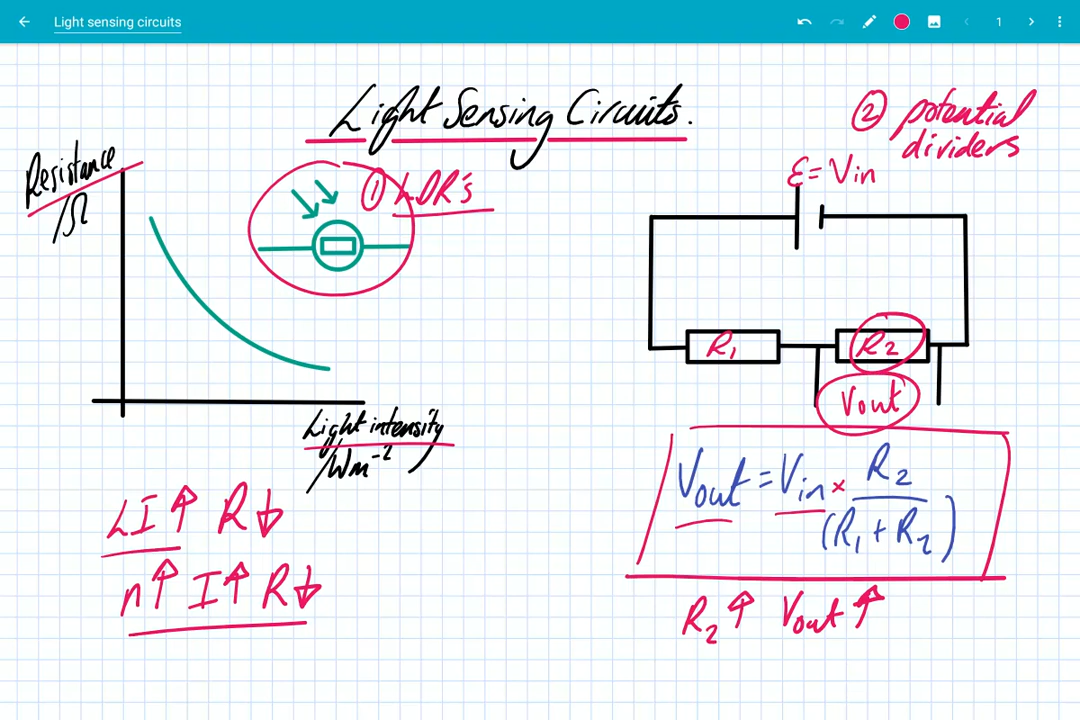 Light sensing circuits
1
Light Sensing Circuits.
② potential
dividers
Resistance
/Ω
① LDR's
ε = Vin
R1
R2
Vout
Light intensity
/Wm⁻²
Vout = Vin × R2
(R1 + R2)
LI ↑ R ↓
n ↑ I ↑ R ↓
R2 ↑ Vout ↑